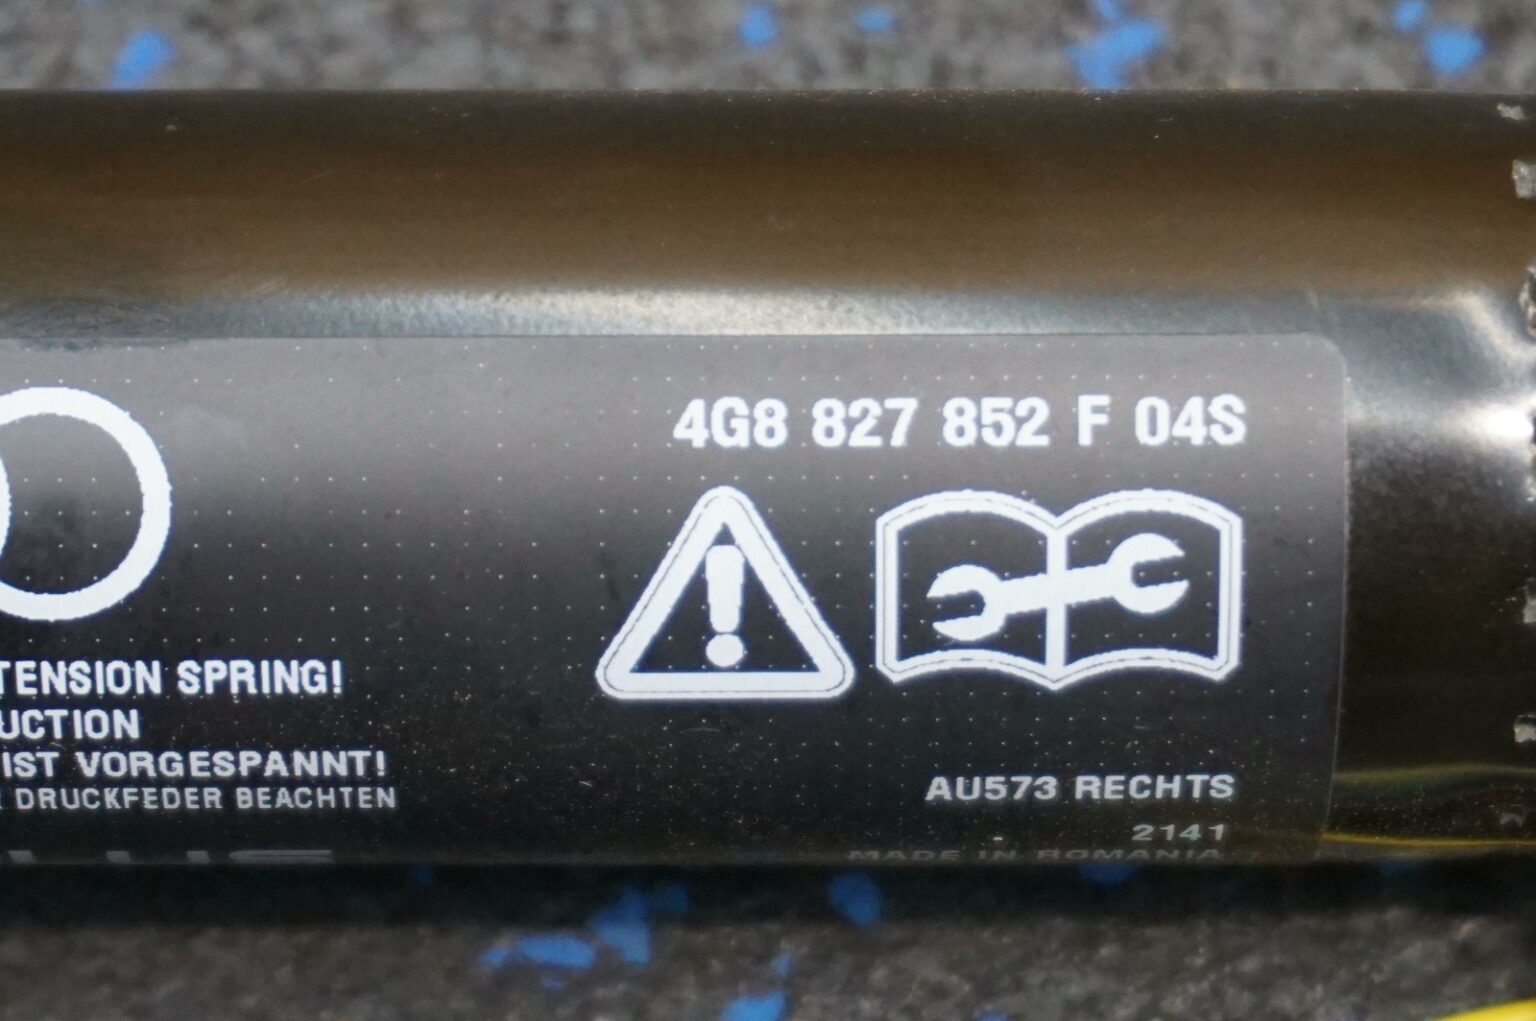 4G8 827 852 F 04S
TENSION SPRING!
UCTION
IST VORGESPANNT!
DRUCKFEDER BEACHTEN
AU573 RECHTS
2141
MADE IN ROMANIA